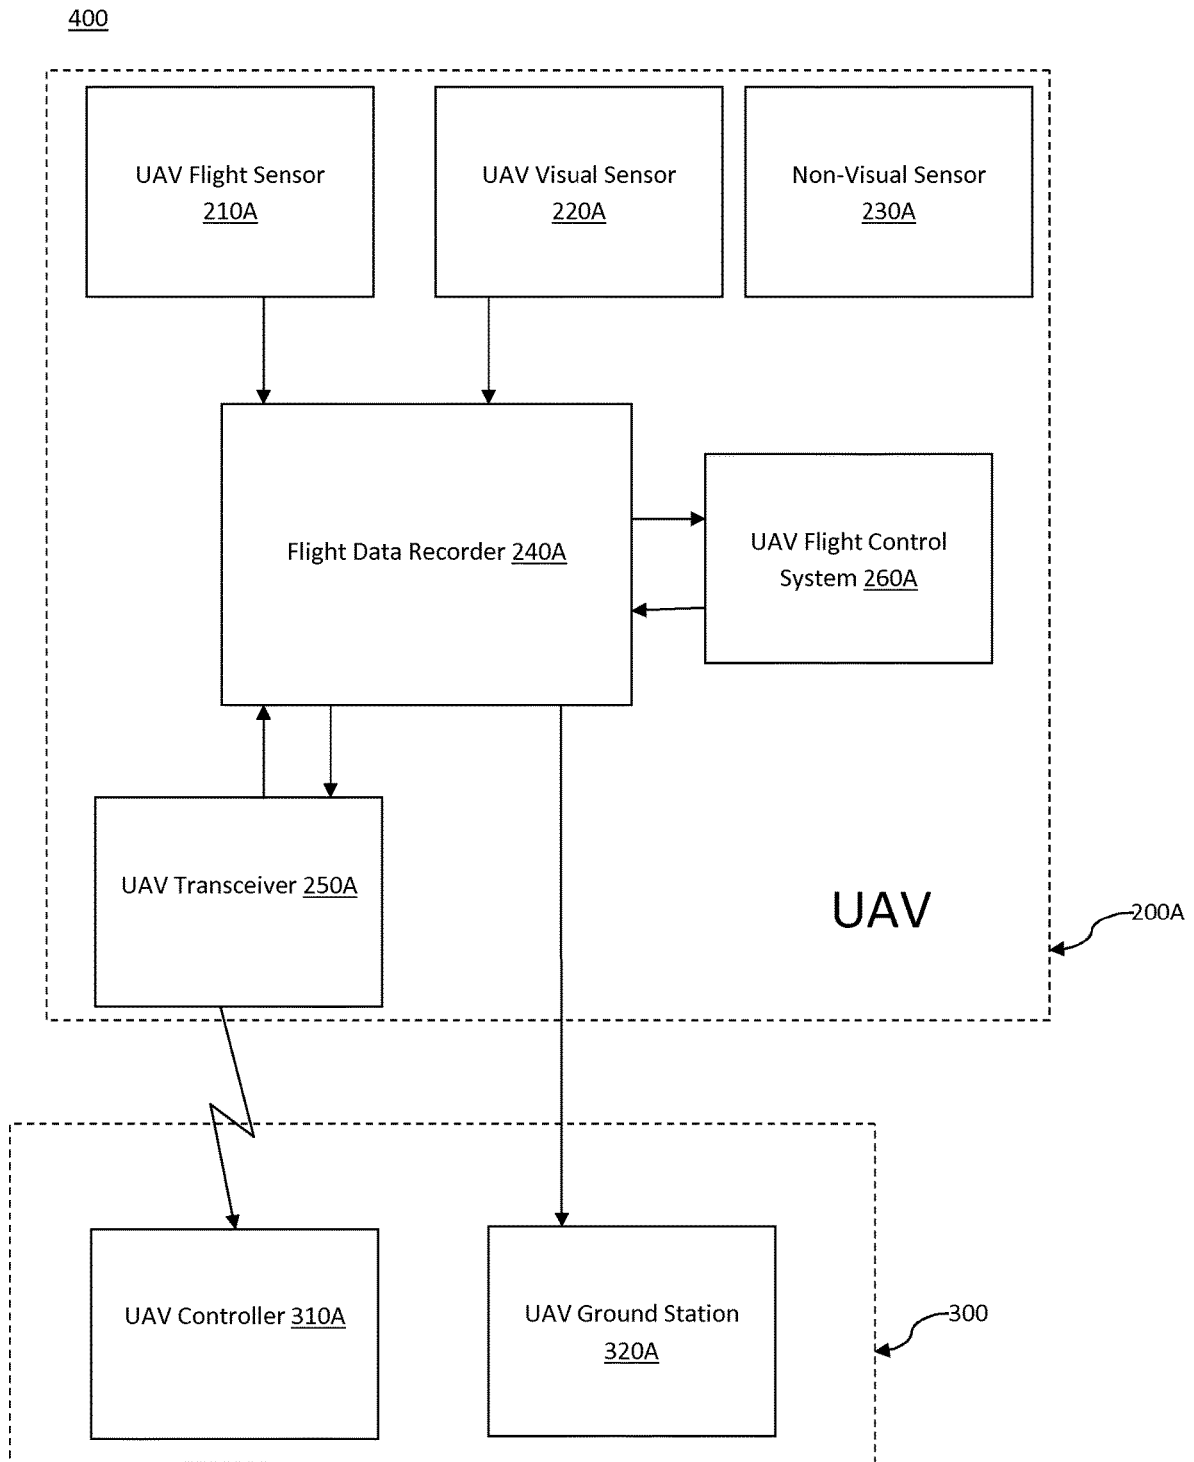 400
UAV Flight Sensor
210A
UAV Visual Sensor
220A
Non-Visual Sensor
230A
Flight Data Recorder 240A
UAV Flight Control
System 260A
UAV Transceiver 250A
UAV
200A
UAV Controller 310A
UAV Ground Station
320A
300